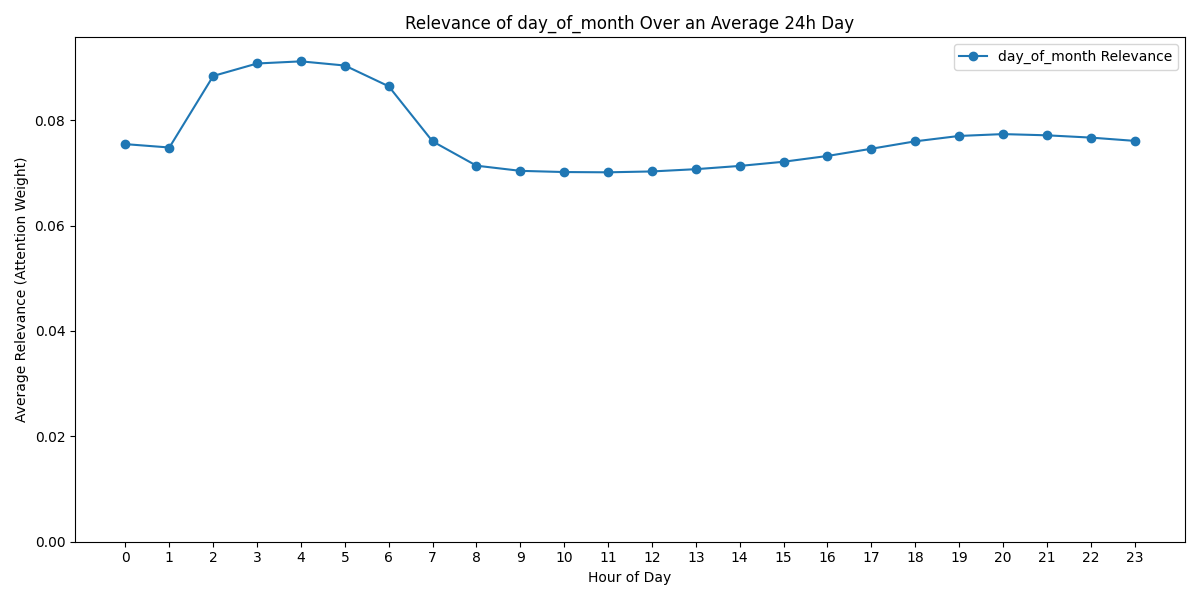 Relevance of day_of_month Over an Average 24h Day
day_of_month Relevance
Average Relevance (Attention Weight)
0.08
0.06
0.04
0.02
0.00
0 1 2 3 4 5 6 7 8 9 10 11 12 13 14 15 16 17 18 19 20 21 22 23
Hour of Day